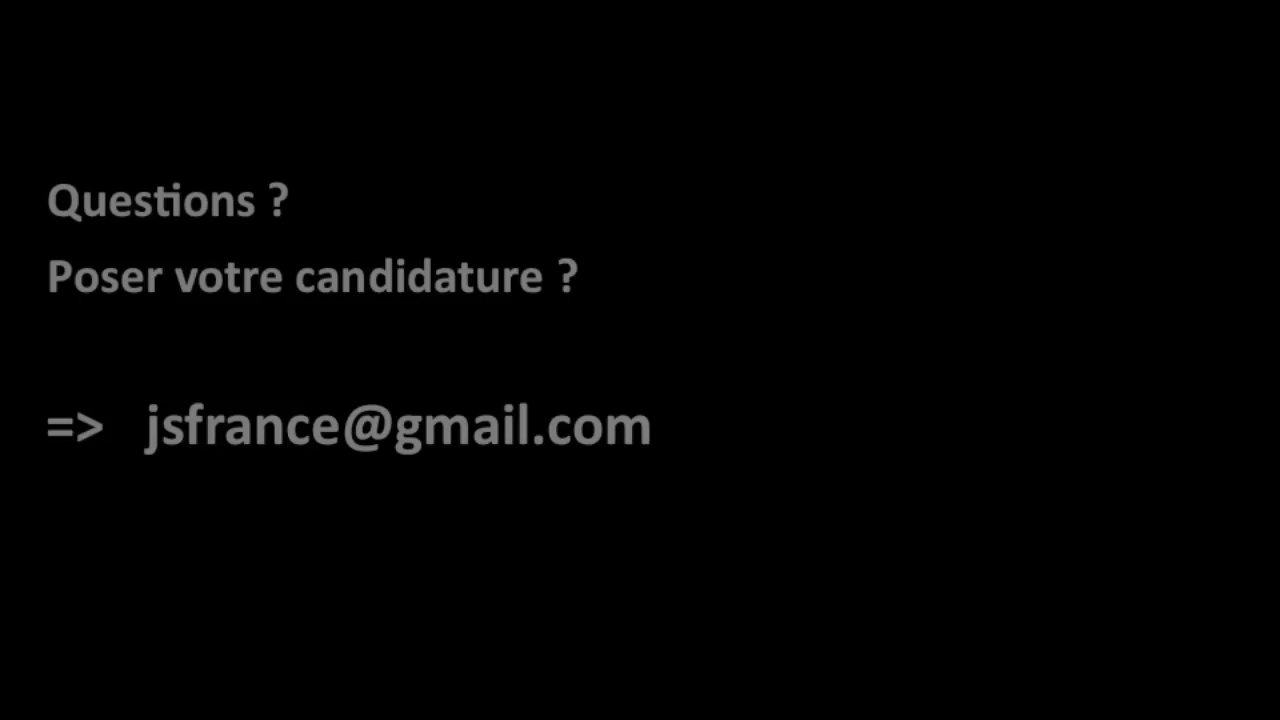 Questions ?
Poser votre candidature ?
=> jsfrance@gmail.com